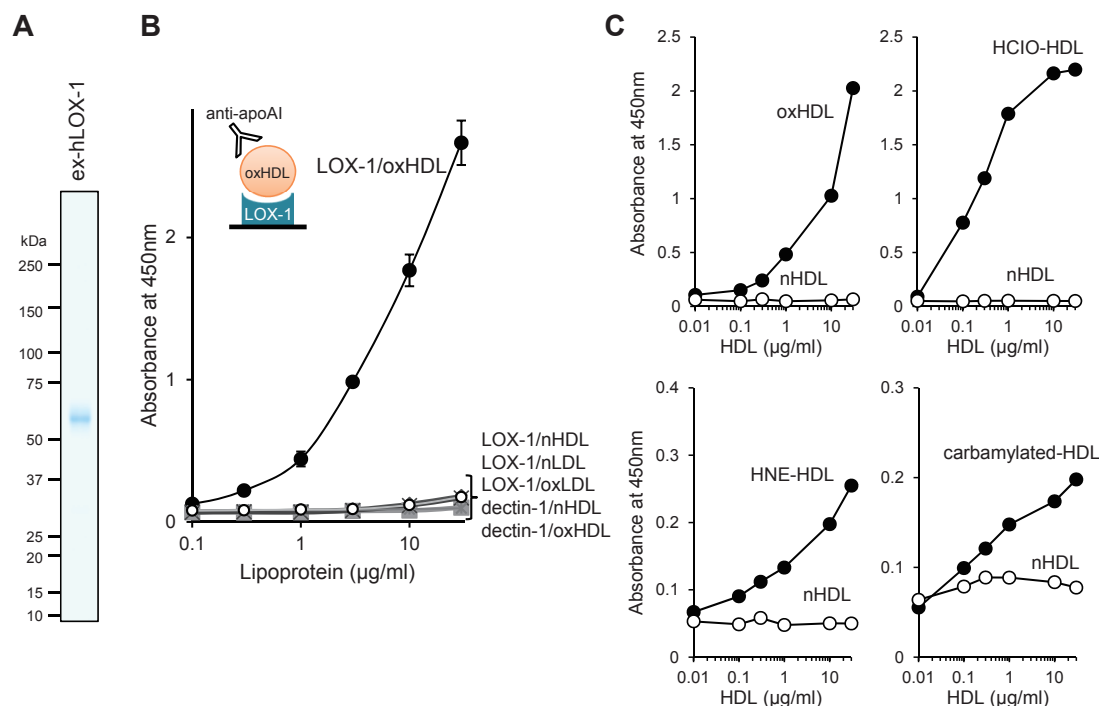 A
ex-hLOX-1
kDa
250
150
100
75
50
37
25
20
15
10
B
anti-apoAI
oxHDL
LOX-1
LOX-1/oxHDL
Absorbance at 450nm
2
1
0
0.1
1
10
Lipoprotein (µg/ml)
LOX-1/nHDL
LOX-1/nLDL
LOX-1/oxLDL
dectin-1/nHDL
dectin-1/oxHDL
C
Absorbance at 450nm
2.5
2
1.5
1
0.5
0
oxHDL
nHDL
0.01 0.1 1 10
HDL (µg/ml)
2.5
2
1.5
1
0.5
0
HClO-HDL
nHDL
0.01 0.1 1 10
HDL (µg/ml)
Absorbance at 450nm
0.4
0.3
0.2
0.1
0
HNE-HDL
nHDL
0.01 0.1 1 10
HDL (µg/ml)
0.3
0.2
0.1
0
carbamylated-HDL
nHDL
0.01 0.1 1 10
HDL (µg/ml)